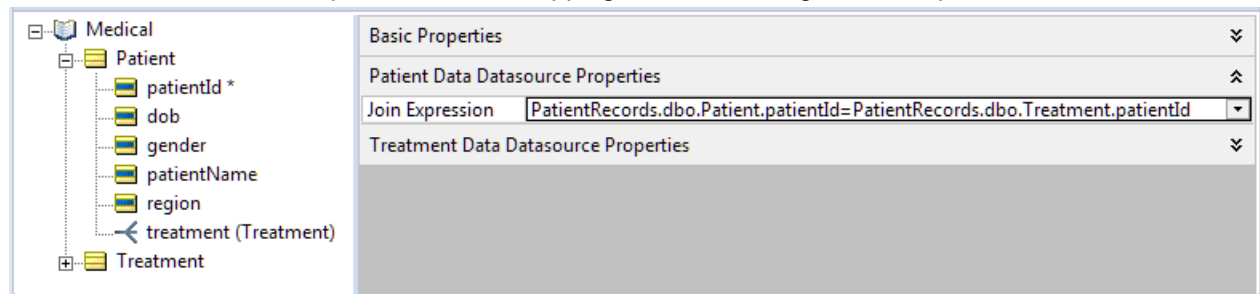 Medical
Patient
patientId *
dob
gender
patientName
region
treatment (Treatment)
Treatment
Basic Properties
Patient Data Datasource Properties
Join Expression PatientRecords.dbo.Patient.patientId=PatientRecords.dbo.Treatment.patientId
Treatment Data Datasource Properties